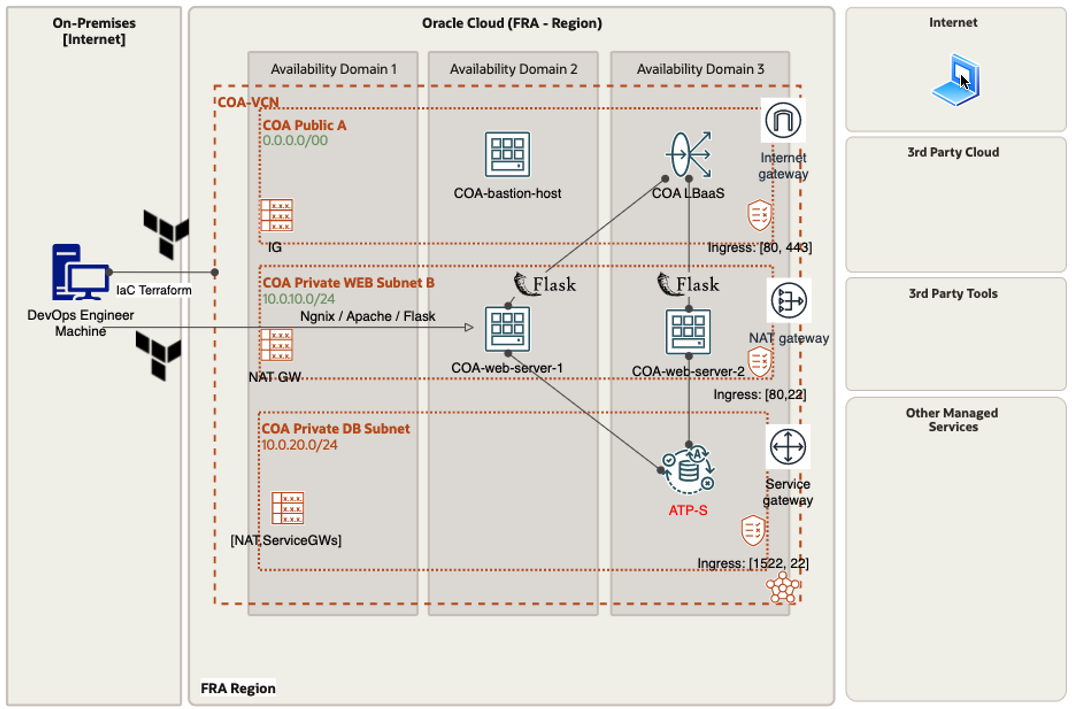 On-Premises
[Internet]
Oracle Cloud (FRA - Region)
Internet
Availability Domain 1
Availability Domain 2
Availability Domain 3
COA-VCN
COA Public A
0.0.0.0/00
COA-bastion-host
COA LBaaS
Internet
gateway
IG
Ingress: [80, 443]
3rd Party Cloud
IaC Terraform
DevOps Engineer
Machine
COA Private WEB Subnet B
10.0.10.0/24
Flask
Flask
Ngnix / Apache / Flask
NAT gateway
COA-web-server-1
COA-web-server-2
NAT GW
Ingress: [80,22]
3rd Party Tools
COA Private DB Subnet
10.0.20.0/24
Service
gateway
ATP-S
[NAT,ServiceGWs]
Ingress: [1522, 22]
Other Managed
Services
FRA Region